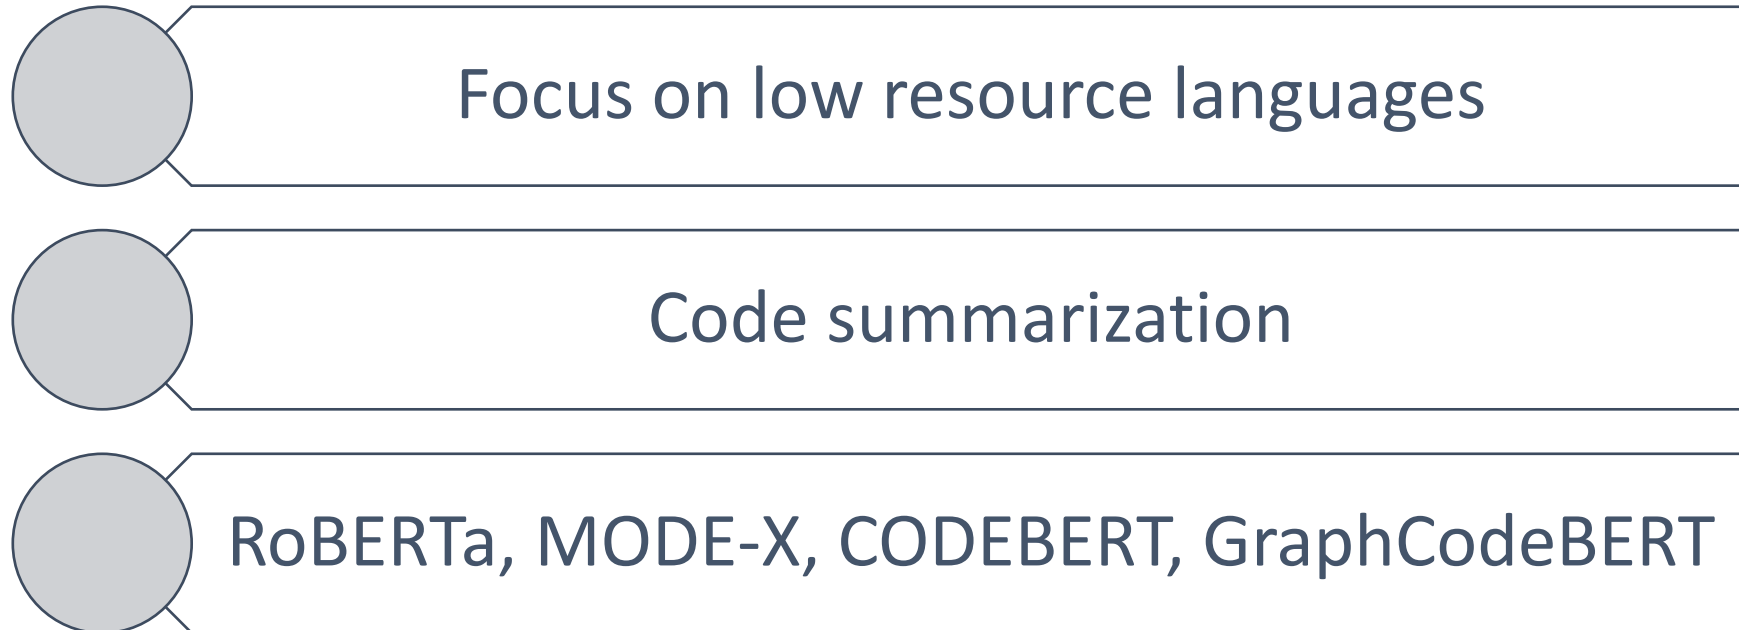 Focus on low resource languages
Code summarization
RoBERTa, MODE-X, CODEBERT, GraphCodeBERT